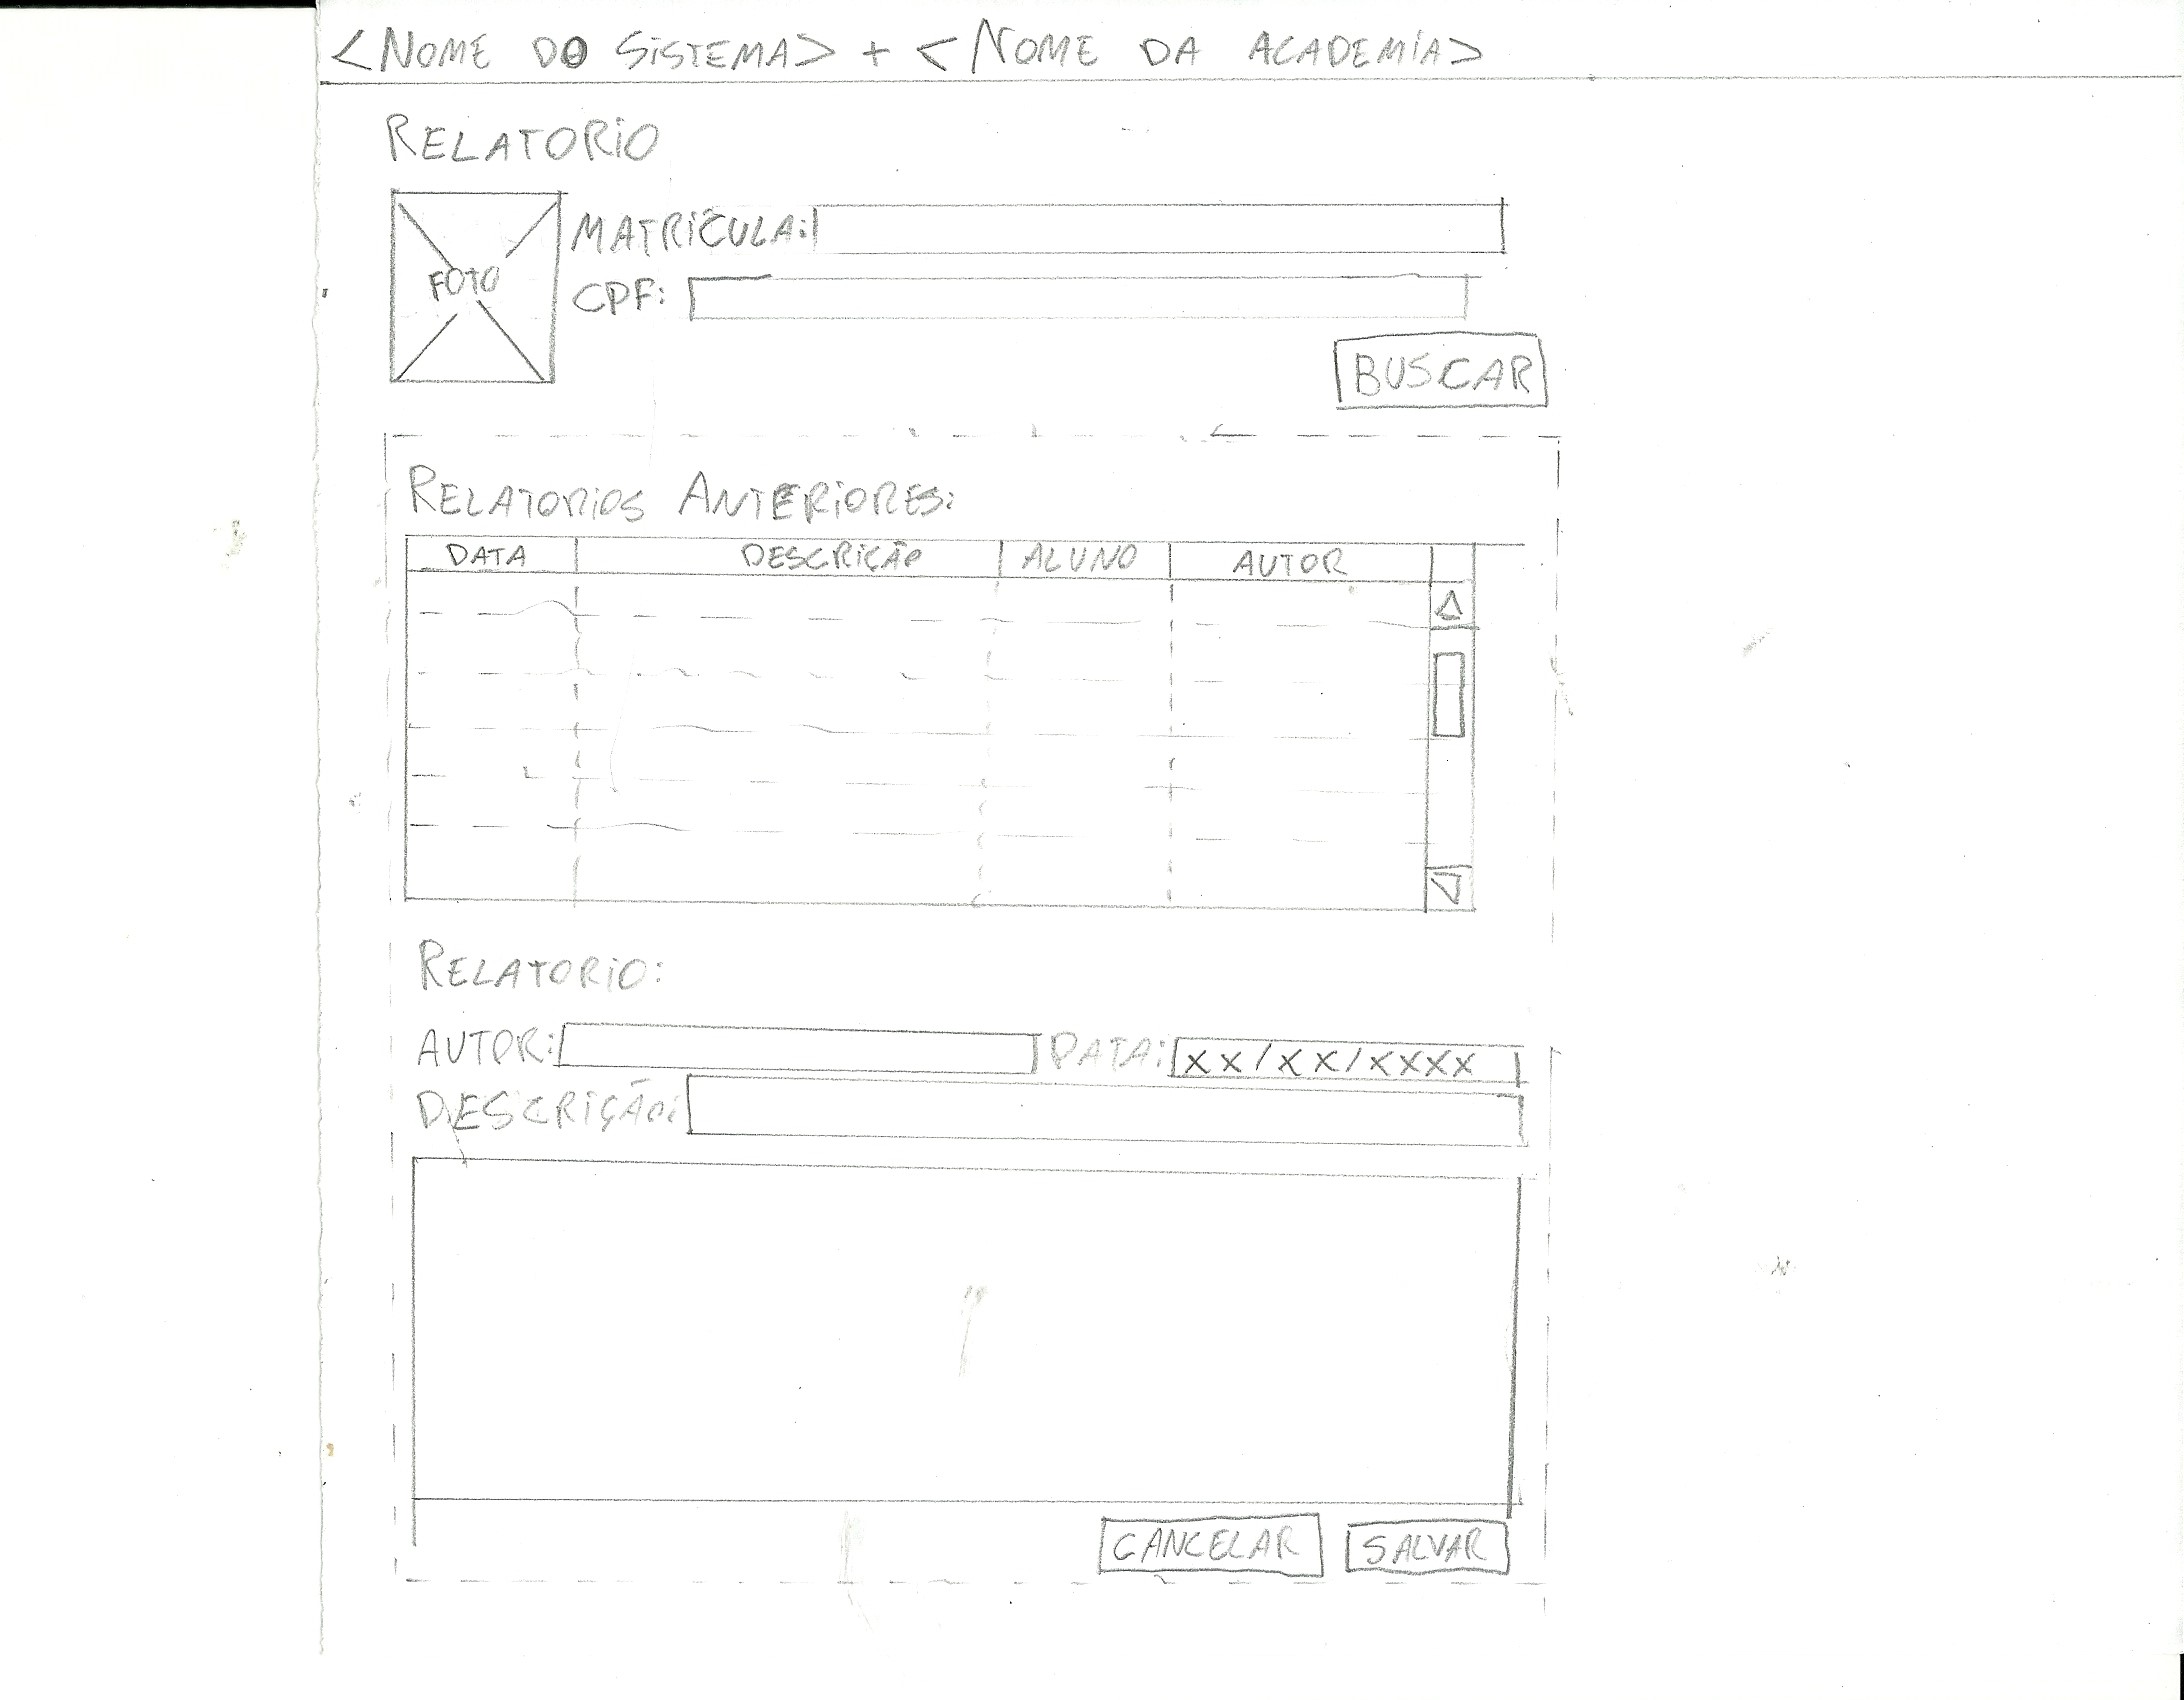 <NOME DO SISTEMA> + <NOME DA ACADEMIA>
RELATORIO
FOTO
MATRÍCULA:
CPF:
BUSCAR
RELATORIOS ANTERIORES:
DATA DESCRIÇÃO ALUNO AUTOR
RELATORIO:
AUTOR: DATA: XX/XX/XXXX
DESCRIÇÃO:
CANCELAR SALVAR